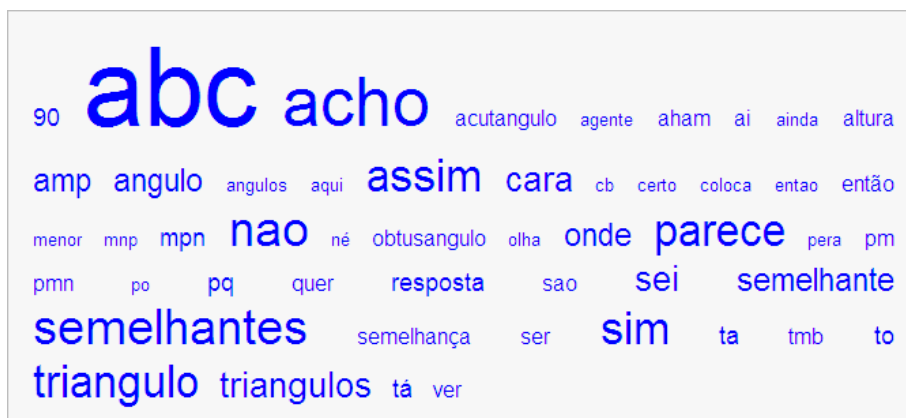 90 abc acho acutangulo agente aham ai ainda altura
amp angulo angulos aqui assim cara cb certo coloca entao então
menor mnp mpn nao né obtusangulo olha onde parece pera pm
pmn po pq quer resposta sao sei semelhante
semelhantes semelhança ser sim ta tmb to
triangulo triangulos tá ver